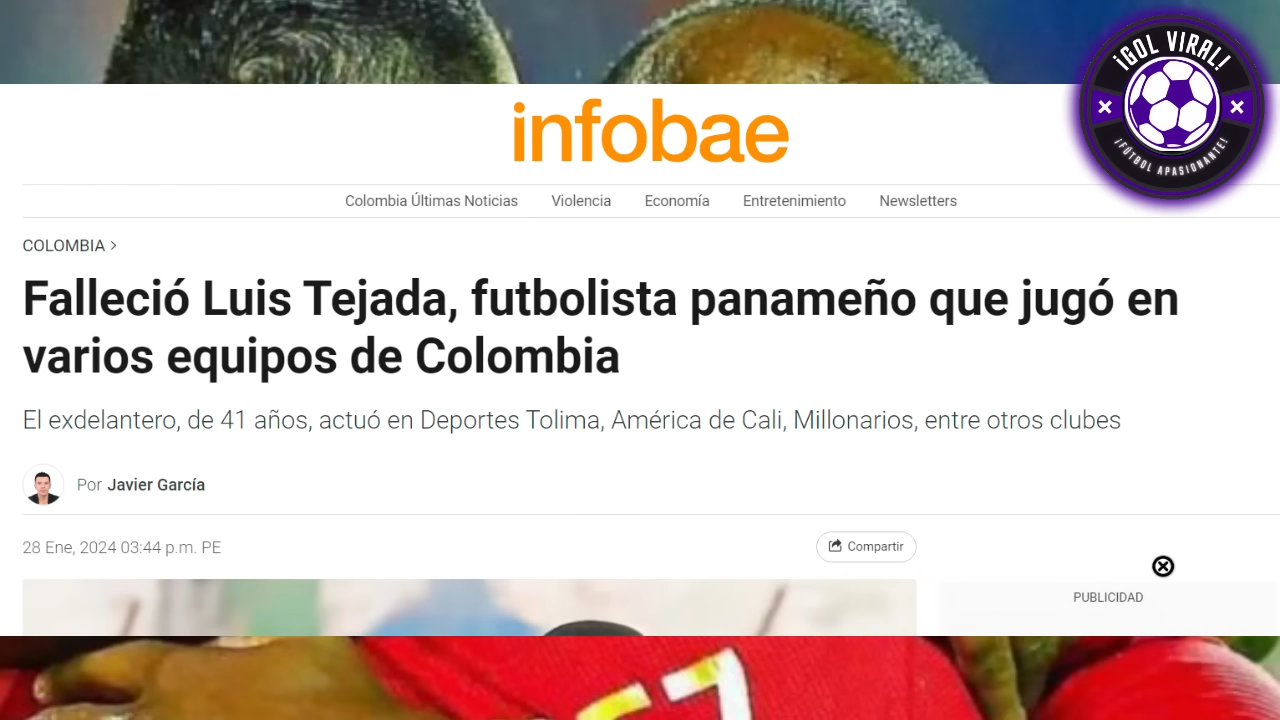 ¡GOL VIRAL!
¡FÚTBOL APASIONANTE!
infobae
Colombia Últimas Noticias Violencia Economía Entretenimiento Newsletters
COLOMBIA >
Falleció Luis Tejada, futbolista panameño que jugó en
varios equipos de Colombia
El exdelantero, de 41 años, actuó en Deportes Tolima, América de Cali, Millonarios, entre otros clubes
Por Javier García
28 Ene, 2024 03:44 p.m. PE
Compartir
PUBLICIDAD